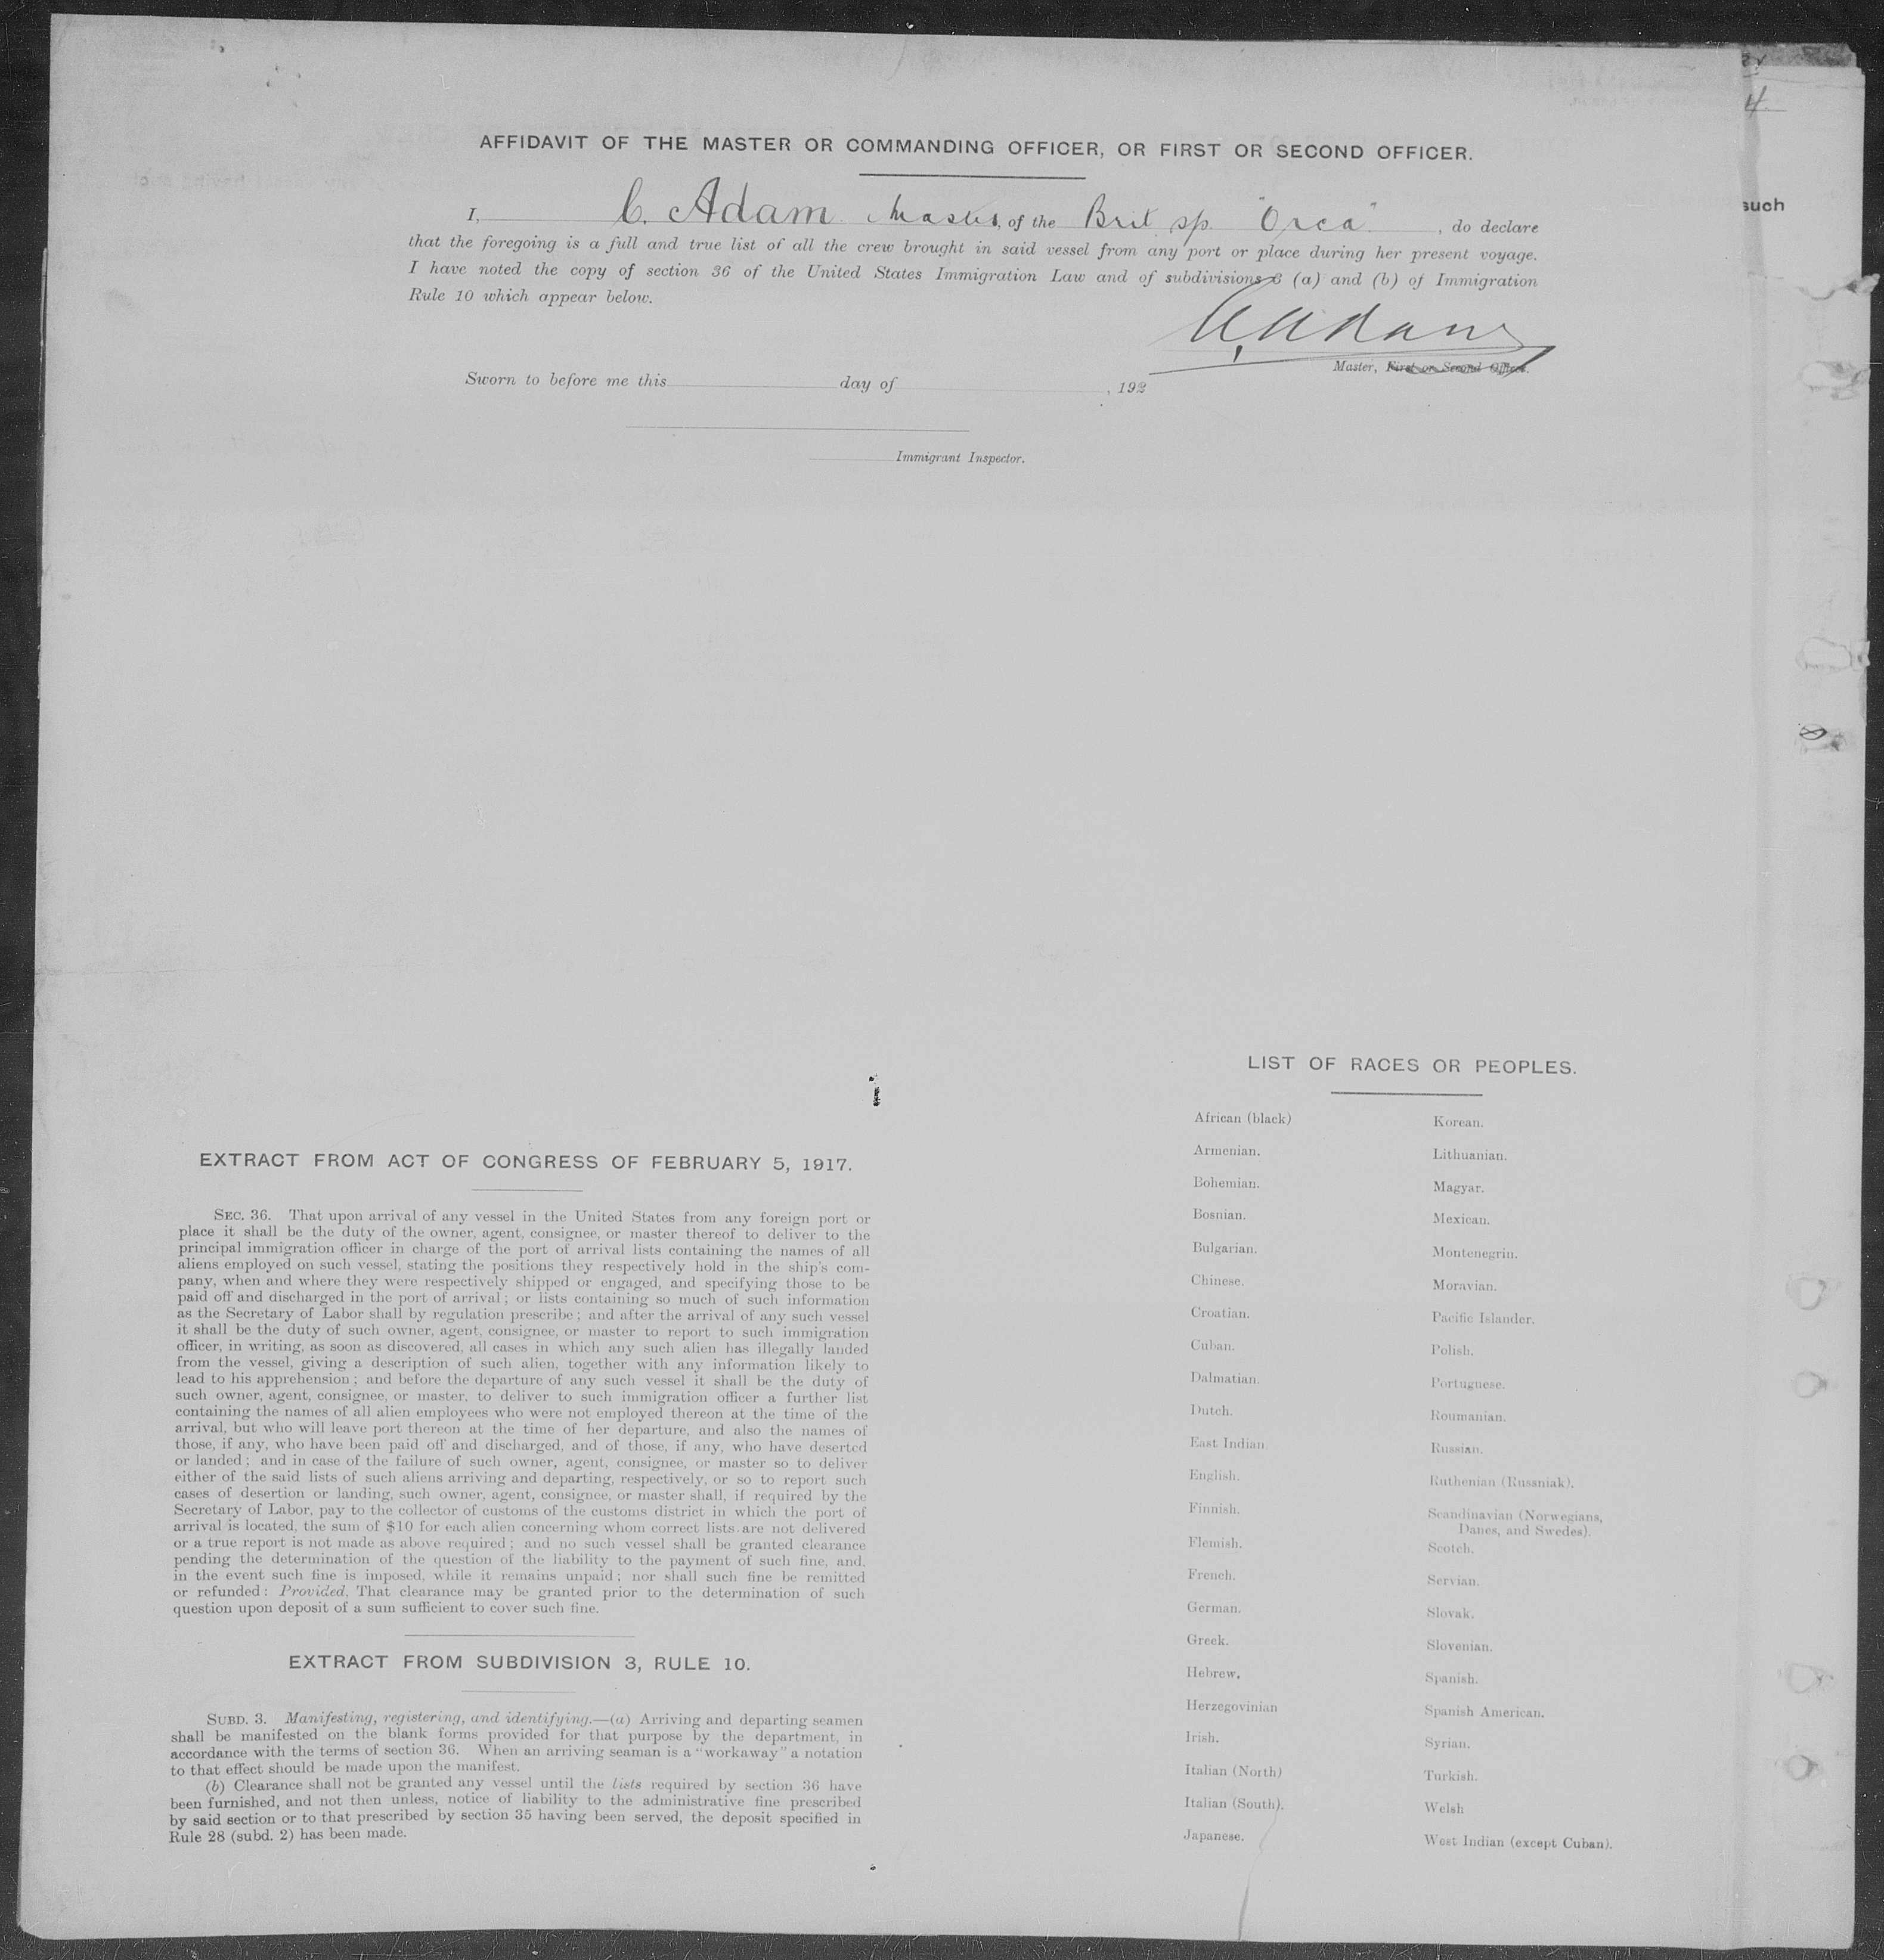 AFFIDAVIT OF THE MASTER OR COMMANDING OFFICER, OR FIRST OR SECOND OFFICER.
I, C. Adam Master, of the Brit. sp. "Orca", do declare
that the foregoing is a full and true list of all the crew brought in said vessel from any port or place during her present voyage.
I have noted the copy of section 36 of the United States Immigration Law and of subdivisions 3 (a) and (b) of Immigration
Rule 10 which appear below.
C. Adam
Master, First or Second Officer.
Sworn to before me this day of , 192
Immigrant Inspector.
4
such
EXTRACT FROM ACT OF CONGRESS OF FEBRUARY 5, 1917.
SEC. 36. That upon arrival of any vessel in the United States from any foreign port or
place it shall be the duty of the owner, agent, consignee, or master thereof to deliver to the
principal immigration officer in charge of the port of arrival lists containing the names of all
aliens employed on such vessel, stating the positions they respectively hold in the ship's com-
pany, when and where they were respectively shipped or engaged, and specifying those to be
paid off and discharged in the port of arrival; or lists containing so much of such information
as the Secretary of Labor shall by regulation prescribe; and after the arrival of any such vessel
it shall be the duty of such owner, agent, consignee, or master to report to such immigration
officer, in writing, as soon as discovered, all cases in which any such alien has illegally landed
from the vessel, giving a description of such alien, together with any information likely to
lead to his apprehension; and before the departure of any such vessel it shall be the duty of
such owner, agent, consignee, or master, to deliver to such immigration officer a further list
containing the names of all alien employees who were not employed thereon at the time of the
arrival, but who will leave port thereon at the time of her departure, and also the names of
those, if any, who have been paid off and discharged, and of those, if any, who have deserted
or landed; and in case of the failure of such owner, agent, consignee, or master so to deliver
either of the said lists of such aliens arriving and departing, respectively, or so to report such
cases of desertion or landing, such owner, agent, consignee, or master shall, if required by the
Secretary of Labor, pay to the collector of customs of the customs district in which the port of
arrival is located, the sum of $10 for each alien concerning whom correct lists are not delivered
or a true report is not made as above required; and no such vessel shall be granted clearance
pending the determination of the question of the liability to the payment of such fine, and,
in the event such fine is imposed, while it remains unpaid; nor shall such fine be remitted
or refunded: Provided, That clearance may be granted prior to the determination of such
question upon deposit of a sum sufficient to cover such fine.
EXTRACT FROM SUBDIVISION 3, RULE 10.
SUBD. 3. Manifesting, registering, and identifying.—(a) Arriving and departing seamen
shall be manifested on the blank forms provided for that purpose by the department, in
accordance with the terms of section 36. When an arriving seaman is a "workaway" a notation
to that effect should be made upon the manifest.
(b) Clearance shall not be granted any vessel until the lists required by section 36 have
been furnished, and not then unless, notice of liability to the administrative fine prescribed
by said section or to that prescribed by section 35 having been served, the deposit specified in
Rule 28 (subd. 2) has been made.
LIST OF RACES OR PEOPLES.
African (black)
Armenian.
Bohemian.
Bosnian.
Bulgarian.
Chinese.
Croatian.
Cuban.
Dalmatian.
Dutch.
East Indian.
English.
Finnish.
Flemish.
French.
German.
Greek.
Hebrew.
Herzegovinian
Irish.
Italian (North)
Italian (South).
Japanese.
Korean.
Lithuanian.
Magyar.
Mexican.
Montenegrin.
Moravian.
Pacific Islander.
Polish.
Portuguese.
Roumanian.
Russian.
Ruthenian (Russniak).
Scandinavian (Norwegians,
Danes, and Swedes).
Scotch.
Servian.
Slovak.
Slovenian.
Spanish.
Spanish American.
Syrian.
Turkish.
Welsh
West Indian (except Cuban).